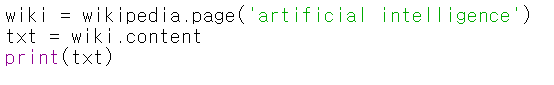 wiki = wikipedia.page('artificial intelligence')
txt = wiki.content
print(txt)